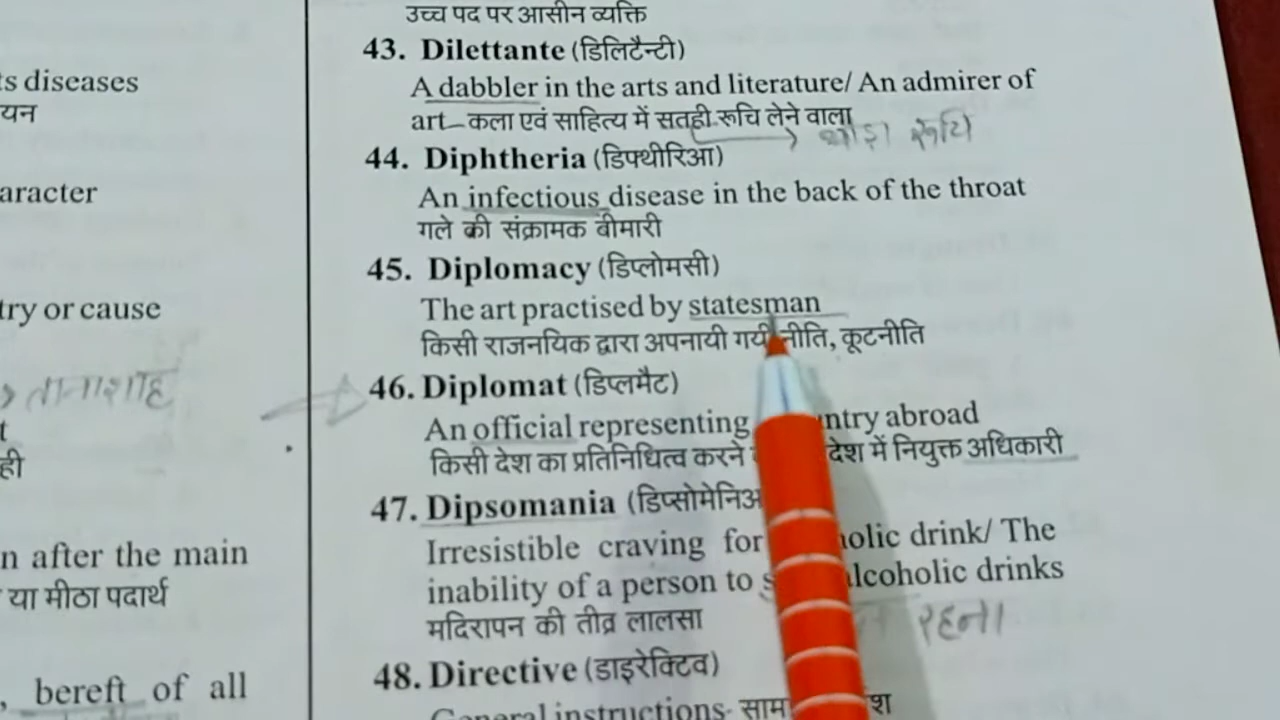 ts diseases
यन
aracter
try or cause
तानाशाह
t
ही
n after the main
या मीठा पदार्थ
, bereft of all
उच्च पद पर आसीन व्यक्ति
43. Dilettante (डिलिटैन्टी)
A dabbler in the arts and literature/ An admirer of
art–कला एवं साहित्य में सतही रूचि लेने वाला
थोड़ा रूचि
44. Diphtheria (डिफ्थीरिआ)
An infectious disease in the back of the throat
गले की संक्रामक बीमारी
45. Diplomacy (डिप्लोमसी)
The art practised by statesman
किसी राजनयिक द्वारा अपनायी गयी नीति, कूटनीति
46. Diplomat (डिप्लमैट)
An official representing abroad
किसी देश का प्रतिनिधित्व करने देश में नियुक्त अधिकारी
47. Dipsomania
Irresistible craving for drink/ The
inability of a person to drinks
मदिरापन की तीव्र लालसा
रहना।
48. Directive (डाइरेक्टिव)
General instructions-